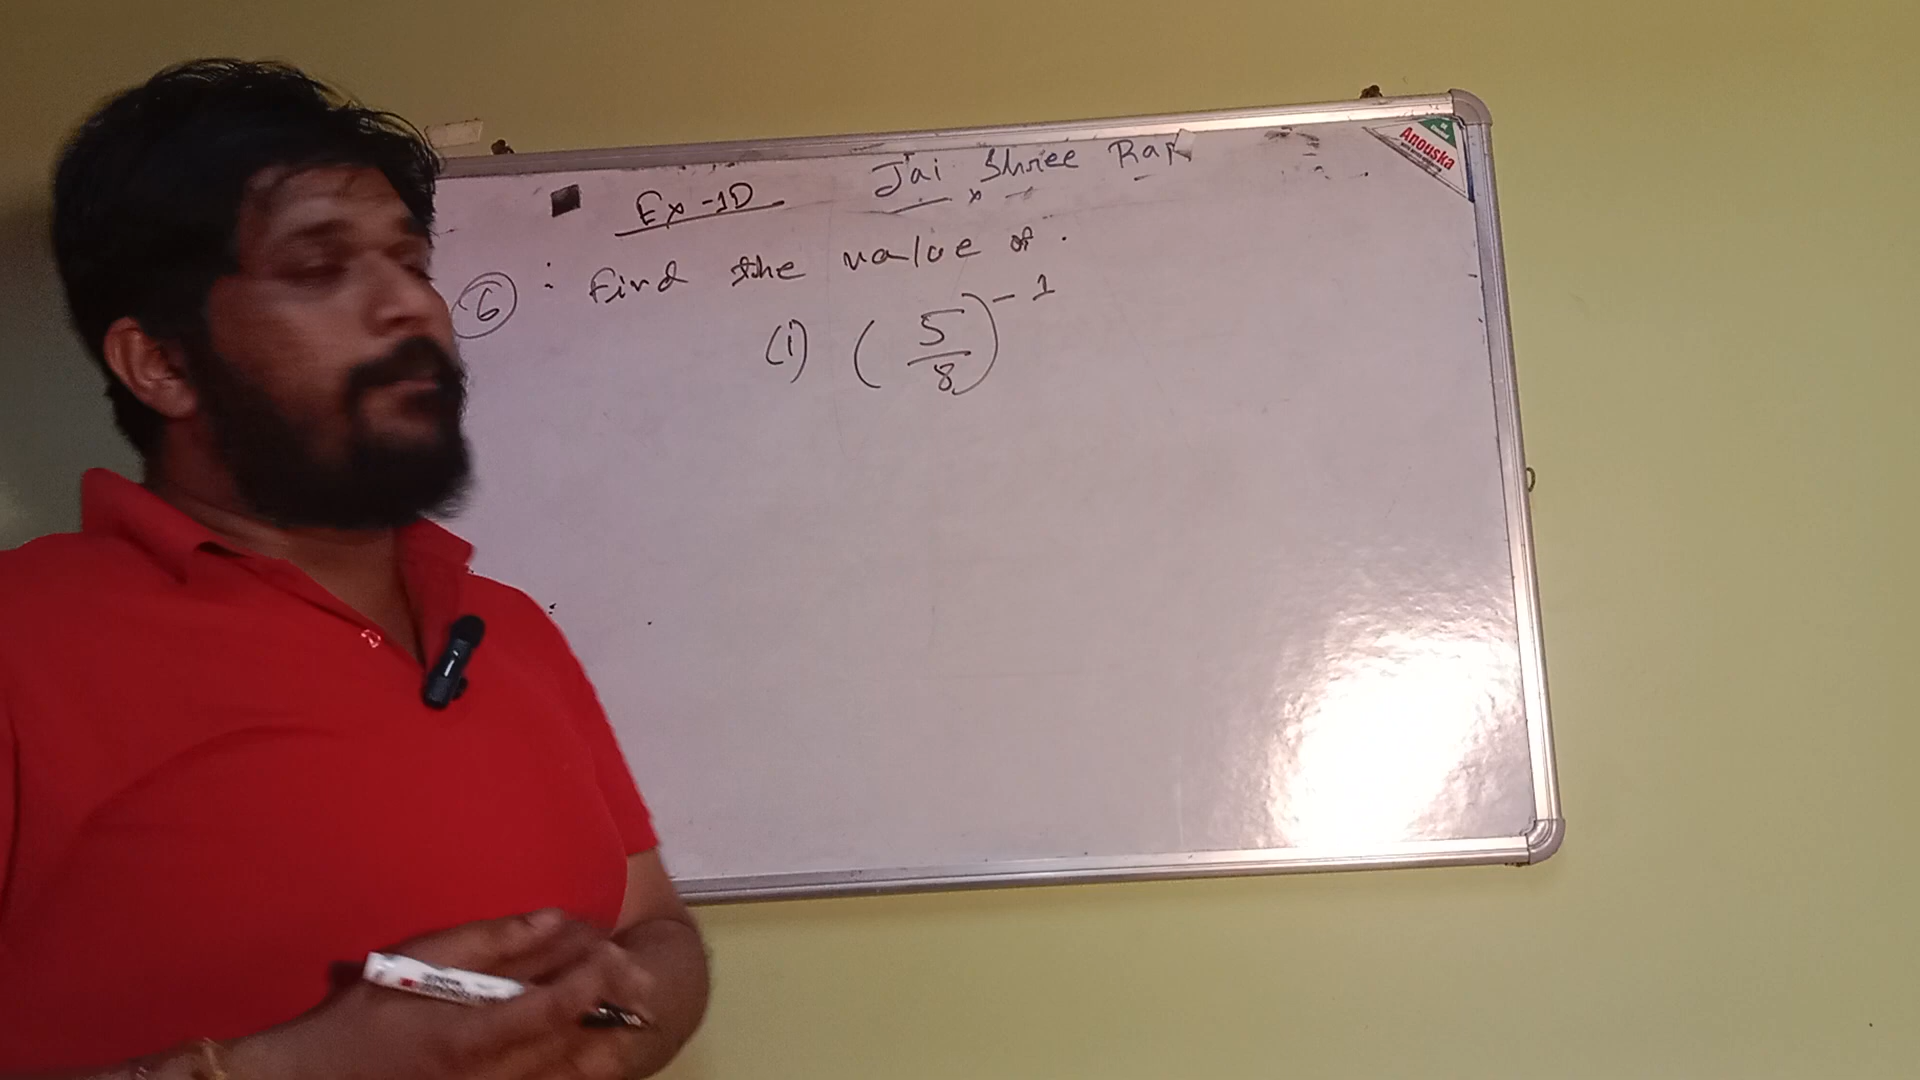 Jai Shree Ram
Ex-1D
Anouska
6 : Find the value of.
(i) (5/8)^-1